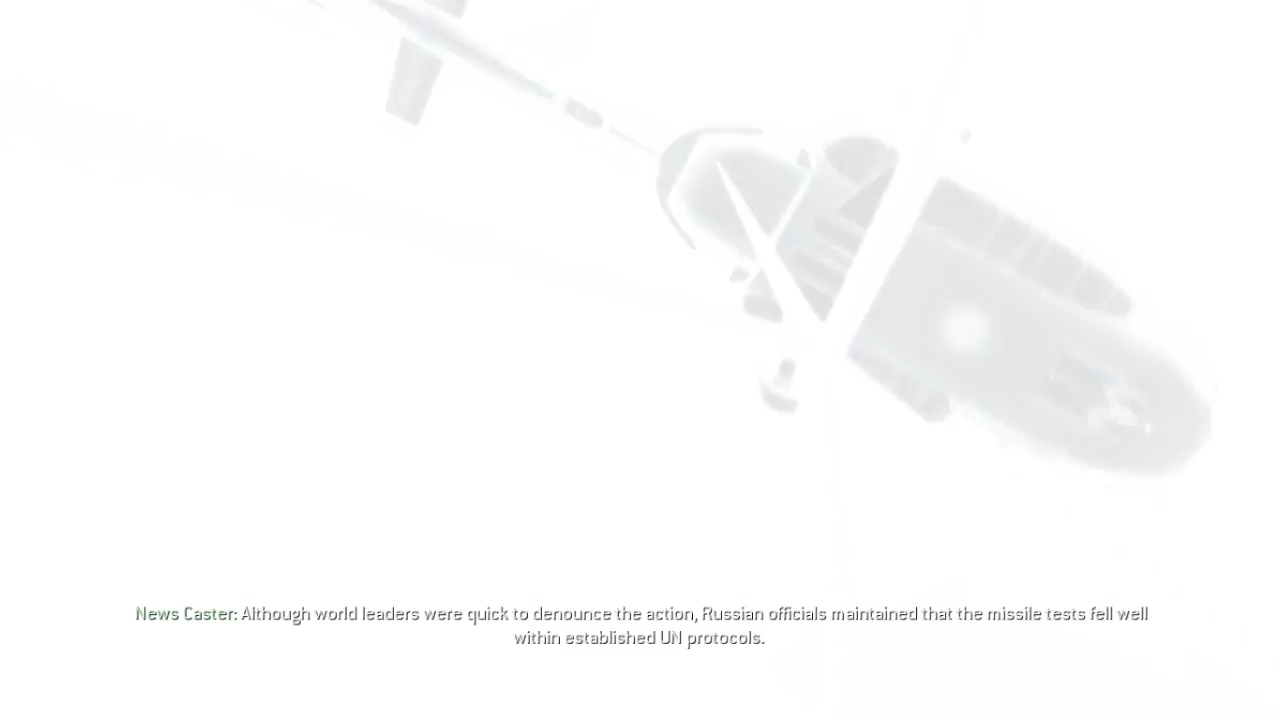 News Caster: Although world leaders were quick to denounce the action, Russian officials maintained that the missile tests fell well
within established UN protocols.